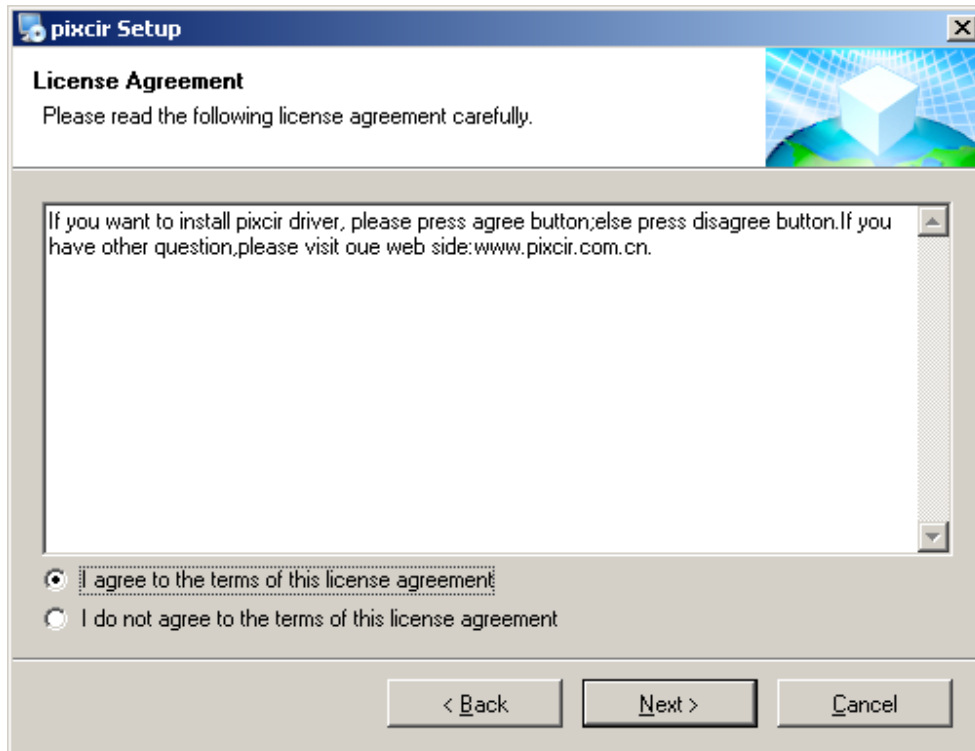 pixcir Setup
License Agreement
Please read the following license agreement carefully.
If you want to install pixcir driver, please press agree button;else press disagree button.If you
have other question,please visit oue web side:www.pixcir.com.cn.
I agree to the terms of this license agreement
I do not agree to the terms of this license agreement
< Back
Next >
Cancel